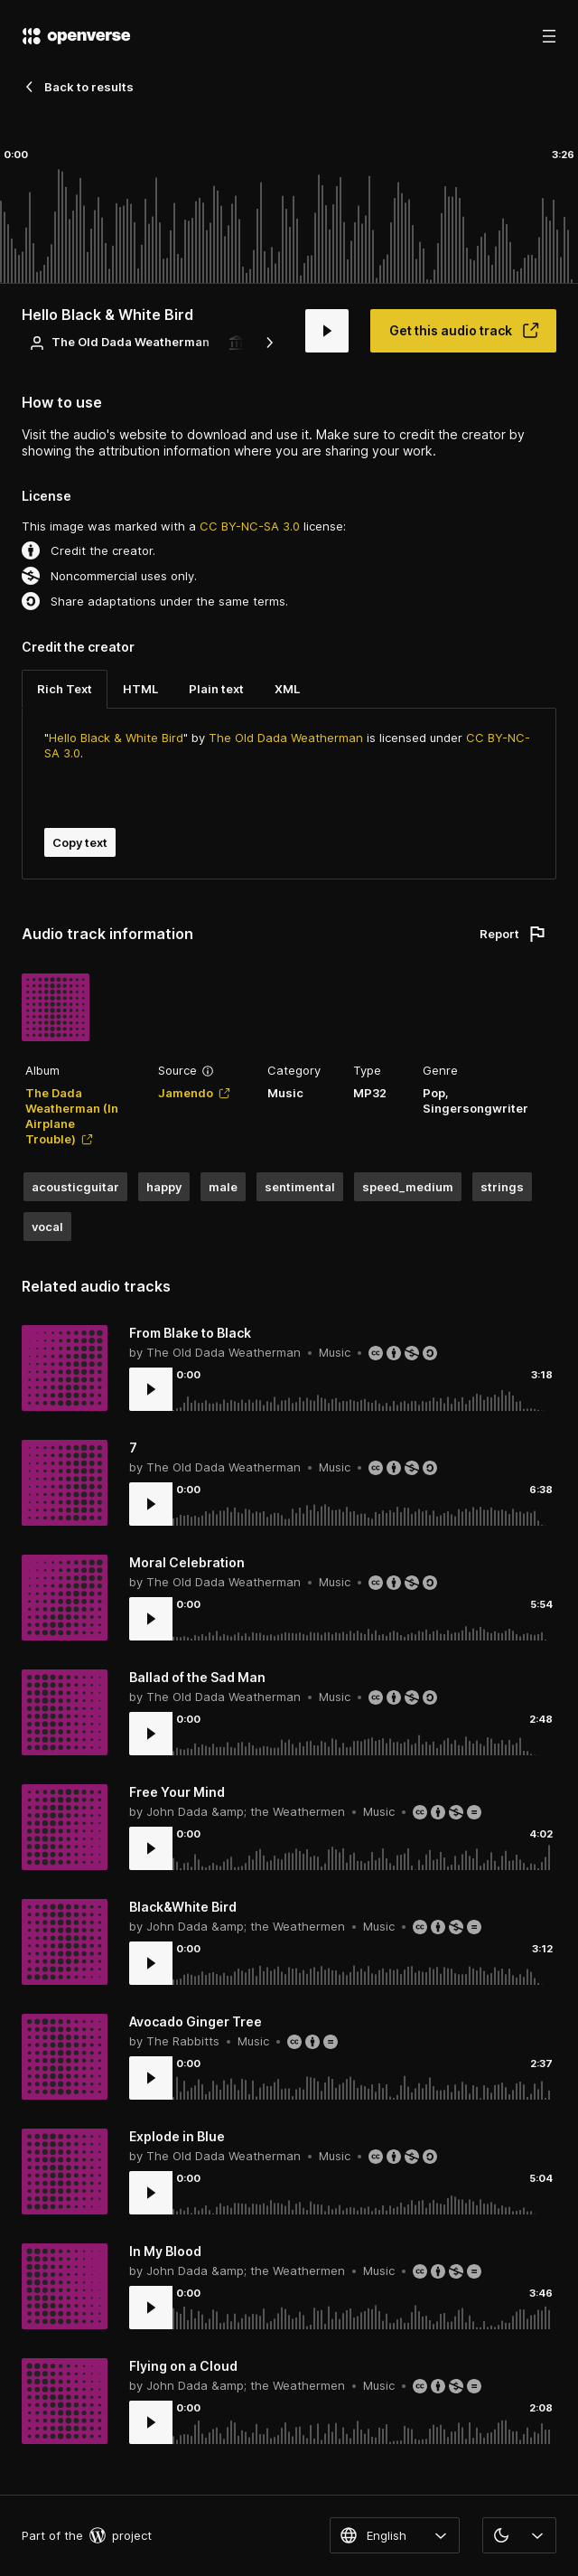 openverse
Back to results
0:00 3:26
Hello Black & White Bird
The Old Dada Weatherman
Get this audio track
How to use
Visit the audio's website to download and use it. Make sure to credit the creator by
showing the attribution information where you are sharing your work.
License
This image was marked with a CC BY-NC-SA 3.0 license:
Credit the creator.
Noncommercial uses only.
Share adaptations under the same terms.
Credit the creator
Rich Text HTML Plain text XML
"Hello Black & White Bird" by The Old Dada Weatherman is licensed under CC BY-NC-
SA 3.0.
Copy text
Audio track information
Report
Album Source Category Type Genre
The Dada Jamendo Music MP32 Pop,
Weatherman (In Singersongwriter
Airplane
Trouble)
acousticguitar happy male sentimental speed_medium strings
vocal
Related audio tracks
From Blake to Black
by The Old Dada Weatherman • Music •
0:00 3:18
7
by The Old Dada Weatherman • Music •
0:00 6:38
Moral Celebration
by The Old Dada Weatherman • Music •
0:00 5:54
Ballad of the Sad Man
by The Old Dada Weatherman • Music •
0:00 2:48
Free Your Mind
by John Dada &amp; the Weathermen • Music •
0:00 4:02
Black&White Bird
by John Dada &amp; the Weathermen • Music •
0:00 3:12
Avocado Ginger Tree
by The Rabbitts • Music •
0:00 2:37
Explode in Blue
by The Old Dada Weatherman • Music •
0:00 5:04
In My Blood
by John Dada &amp; the Weathermen • Music •
0:00 3:46
Flying on a Cloud
by John Dada &amp; the Weathermen • Music •
0:00 2:08
Part of the project
English